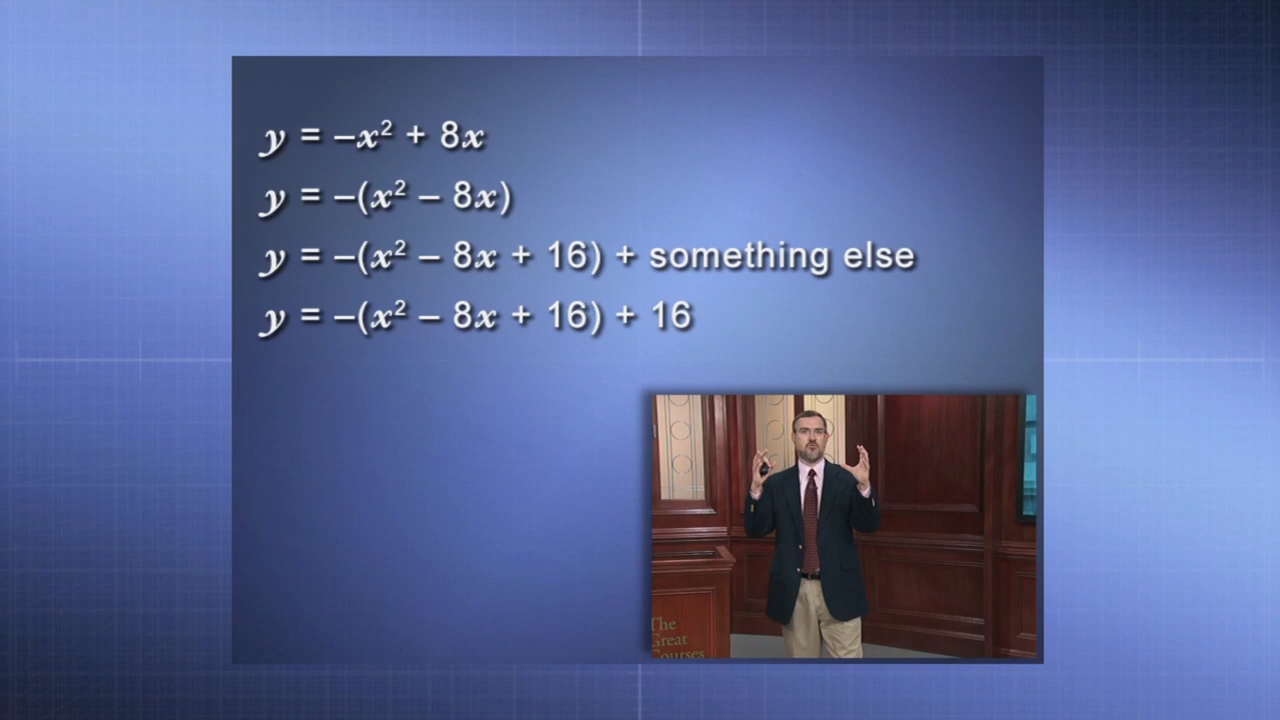 y = –x² + 8x
y = –(x² – 8x)
y = –(x² – 8x + 16) + something else
y = –(x² – 8x + 16) + 16
The
Great
Courses